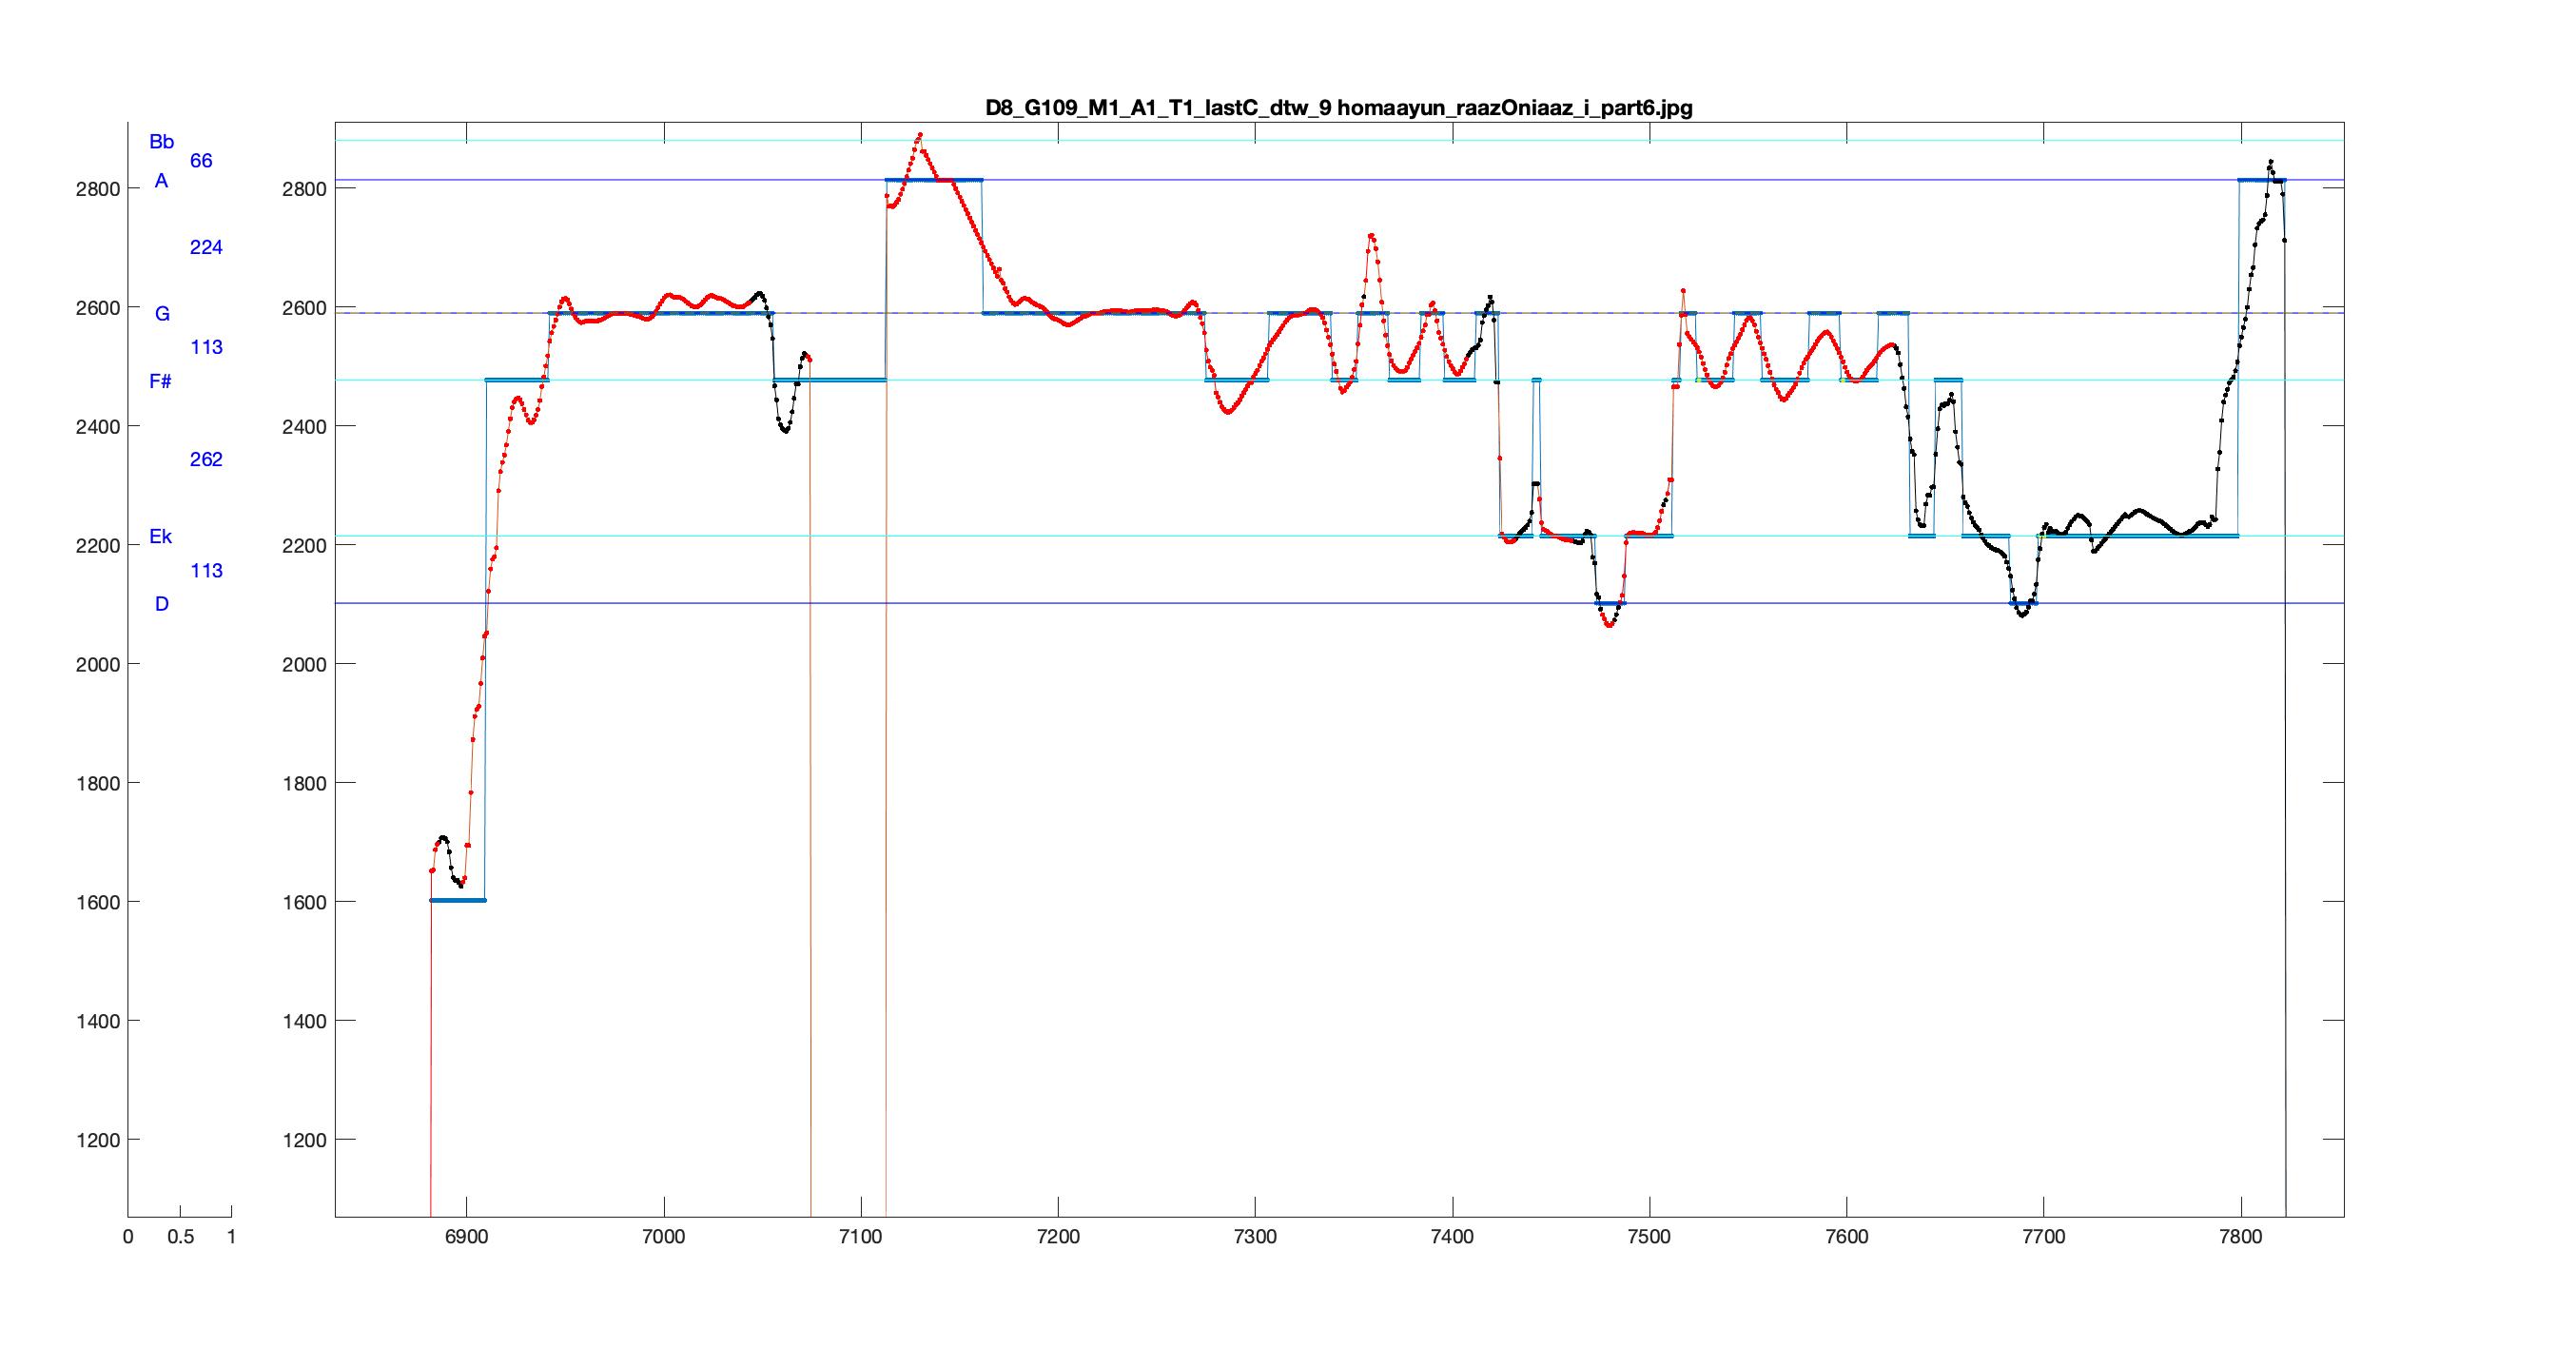 D8_G109_M1_A1_T1_lastC_dtw_9 homaayun_raazOniaaz_i_part6.jpg
Bb
66
2800 A 2800
224
2600 G 2600
113
F#
2400 2400
262
Ek
2200 2200
113
D
2000 2000
1800 1800
1600 1600
1400 1400
1200 1200
0 0.5 1 6900 7000 7100 7200 7300 7400 7500 7600 7700 7800